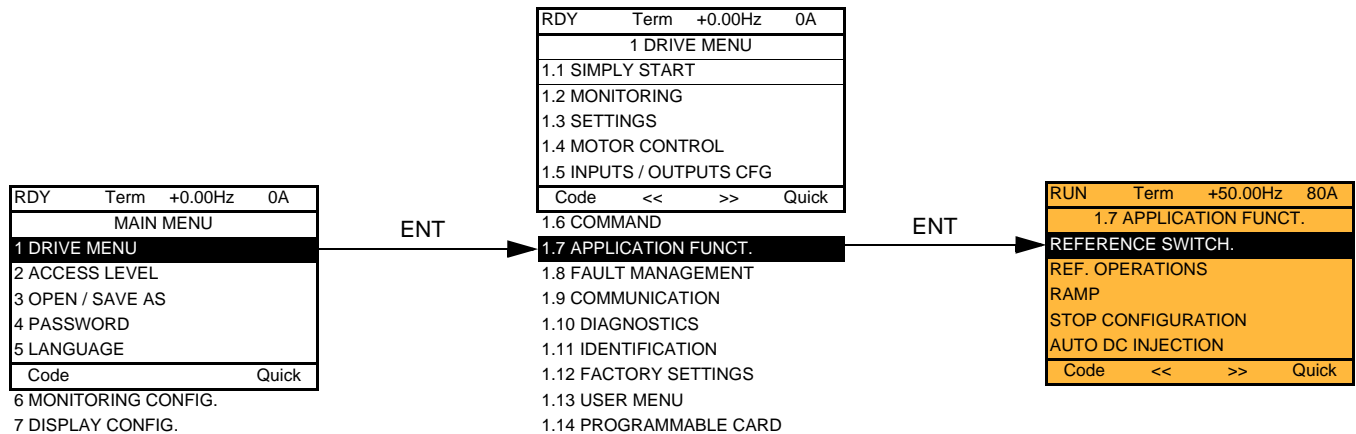 RDY Term +0.00Hz 0A
MAIN MENU
1 DRIVE MENU
2 ACCESS LEVEL
3 OPEN / SAVE AS
4 PASSWORD
5 LANGUAGE
Code Quick
6 MONITORING CONFIG.
7 DISPLAY CONFIG.
ENT
RDY Term +0.00Hz 0A
1 DRIVE MENU
1.1 SIMPLY START
1.2 MONITORING
1.3 SETTINGS
1.4 MOTOR CONTROL
1.5 INPUTS / OUTPUTS CFG
Code << >> Quick
1.6 COMMAND
1.7 APPLICATION FUNCT.
1.8 FAULT MANAGEMENT
1.9 COMMUNICATION
1.10 DIAGNOSTICS
1.11 IDENTIFICATION
1.12 FACTORY SETTINGS
1.13 USER MENU
1.14 PROGRAMMABLE CARD
ENT
RUN Term +50.00Hz 80A
1.7 APPLICATION FUNCT.
REFERENCE SWITCH.
REF. OPERATIONS
RAMP
STOP CONFIGURATION
AUTO DC INJECTION
Code << >> Quick